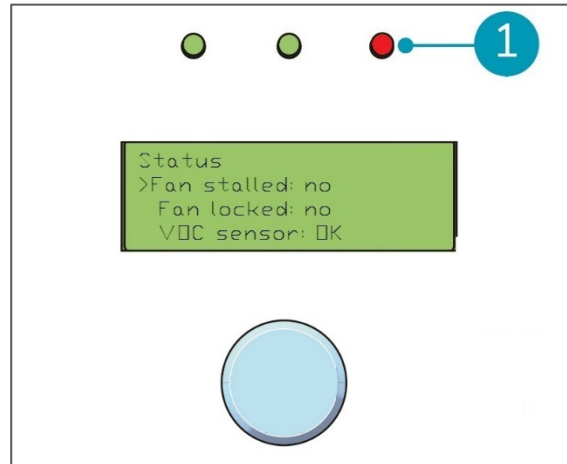 1
Status
>Fan stalled: no
Fan locked: no
VOC sensor: OK